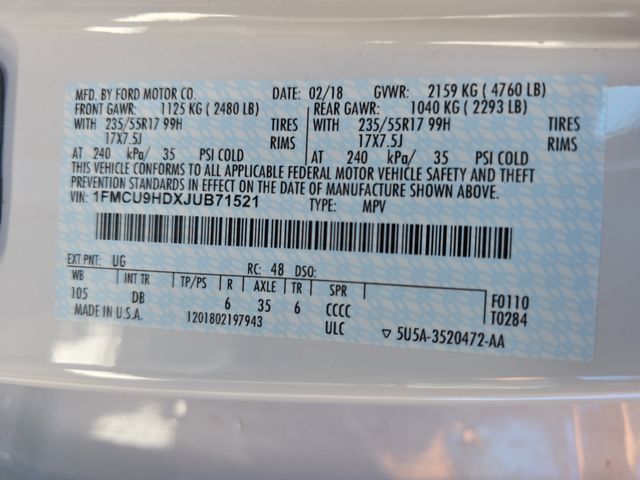 MFD. BY FORD MOTOR CO. DATE: 02/18 GVWR: 2159 KG ( 4760 LB)
FRONT GAWR: 1125 KG ( 2480 LB) REAR GAWR: 1040 KG ( 2293 LB)
WITH 235/55R17 99H TIRES WITH 235/55R17 99H TIRES
17X7.5J RIMS 17X7.5J RIMS
AT 240 kPa/ 35 PSI COLD AT 240 kPa/ 35 PSI COLD
THIS VEHICLE CONFORMS TO ALL APPLICABLE FEDERAL MOTOR VEHICLE SAFETY AND THEFT
PREVENTION STANDARDS IN EFFECT ON THE DATE OF MANUFACTURE SHOWN ABOVE.
VIN: 1FMCU9HDXJUB71521 TYPE: MPV
EXT PNT: UG RC: 48 DSO:
WB INT TR TP/PS R AXLE TR SPR
105 DB 6 35 6 CCCC F0110
MADE IN U.S.A. 1201802197943 ULC T0284
▽ 5U5A-3520472-AA